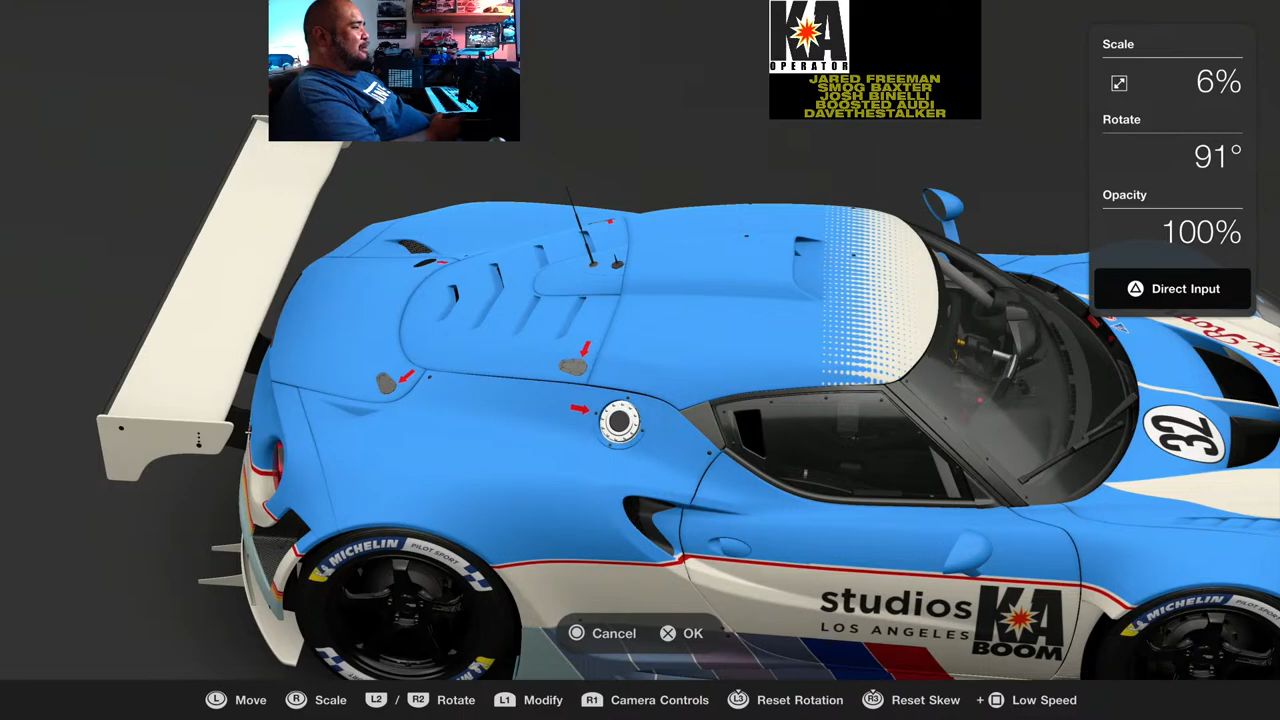 KA
OPERATOR
JARED FREEMAN
SMOG BAXTER
JOSH BINELLI
BOOSTED AUDI
DAVETHESTALKER
Scale
6%
Rotate
91°
Opacity
100%
Direct Input
32
MICHELIN PILOT SPORT
studios
LOS ANGELES
KA
BOOM
MICHELIN
Cancel
OK
L Move
R Scale
L2 / R2 Rotate
L1 Modify
R1 Camera Controls
L3 Reset Rotation
R3 Reset Skew
+ Low Speed